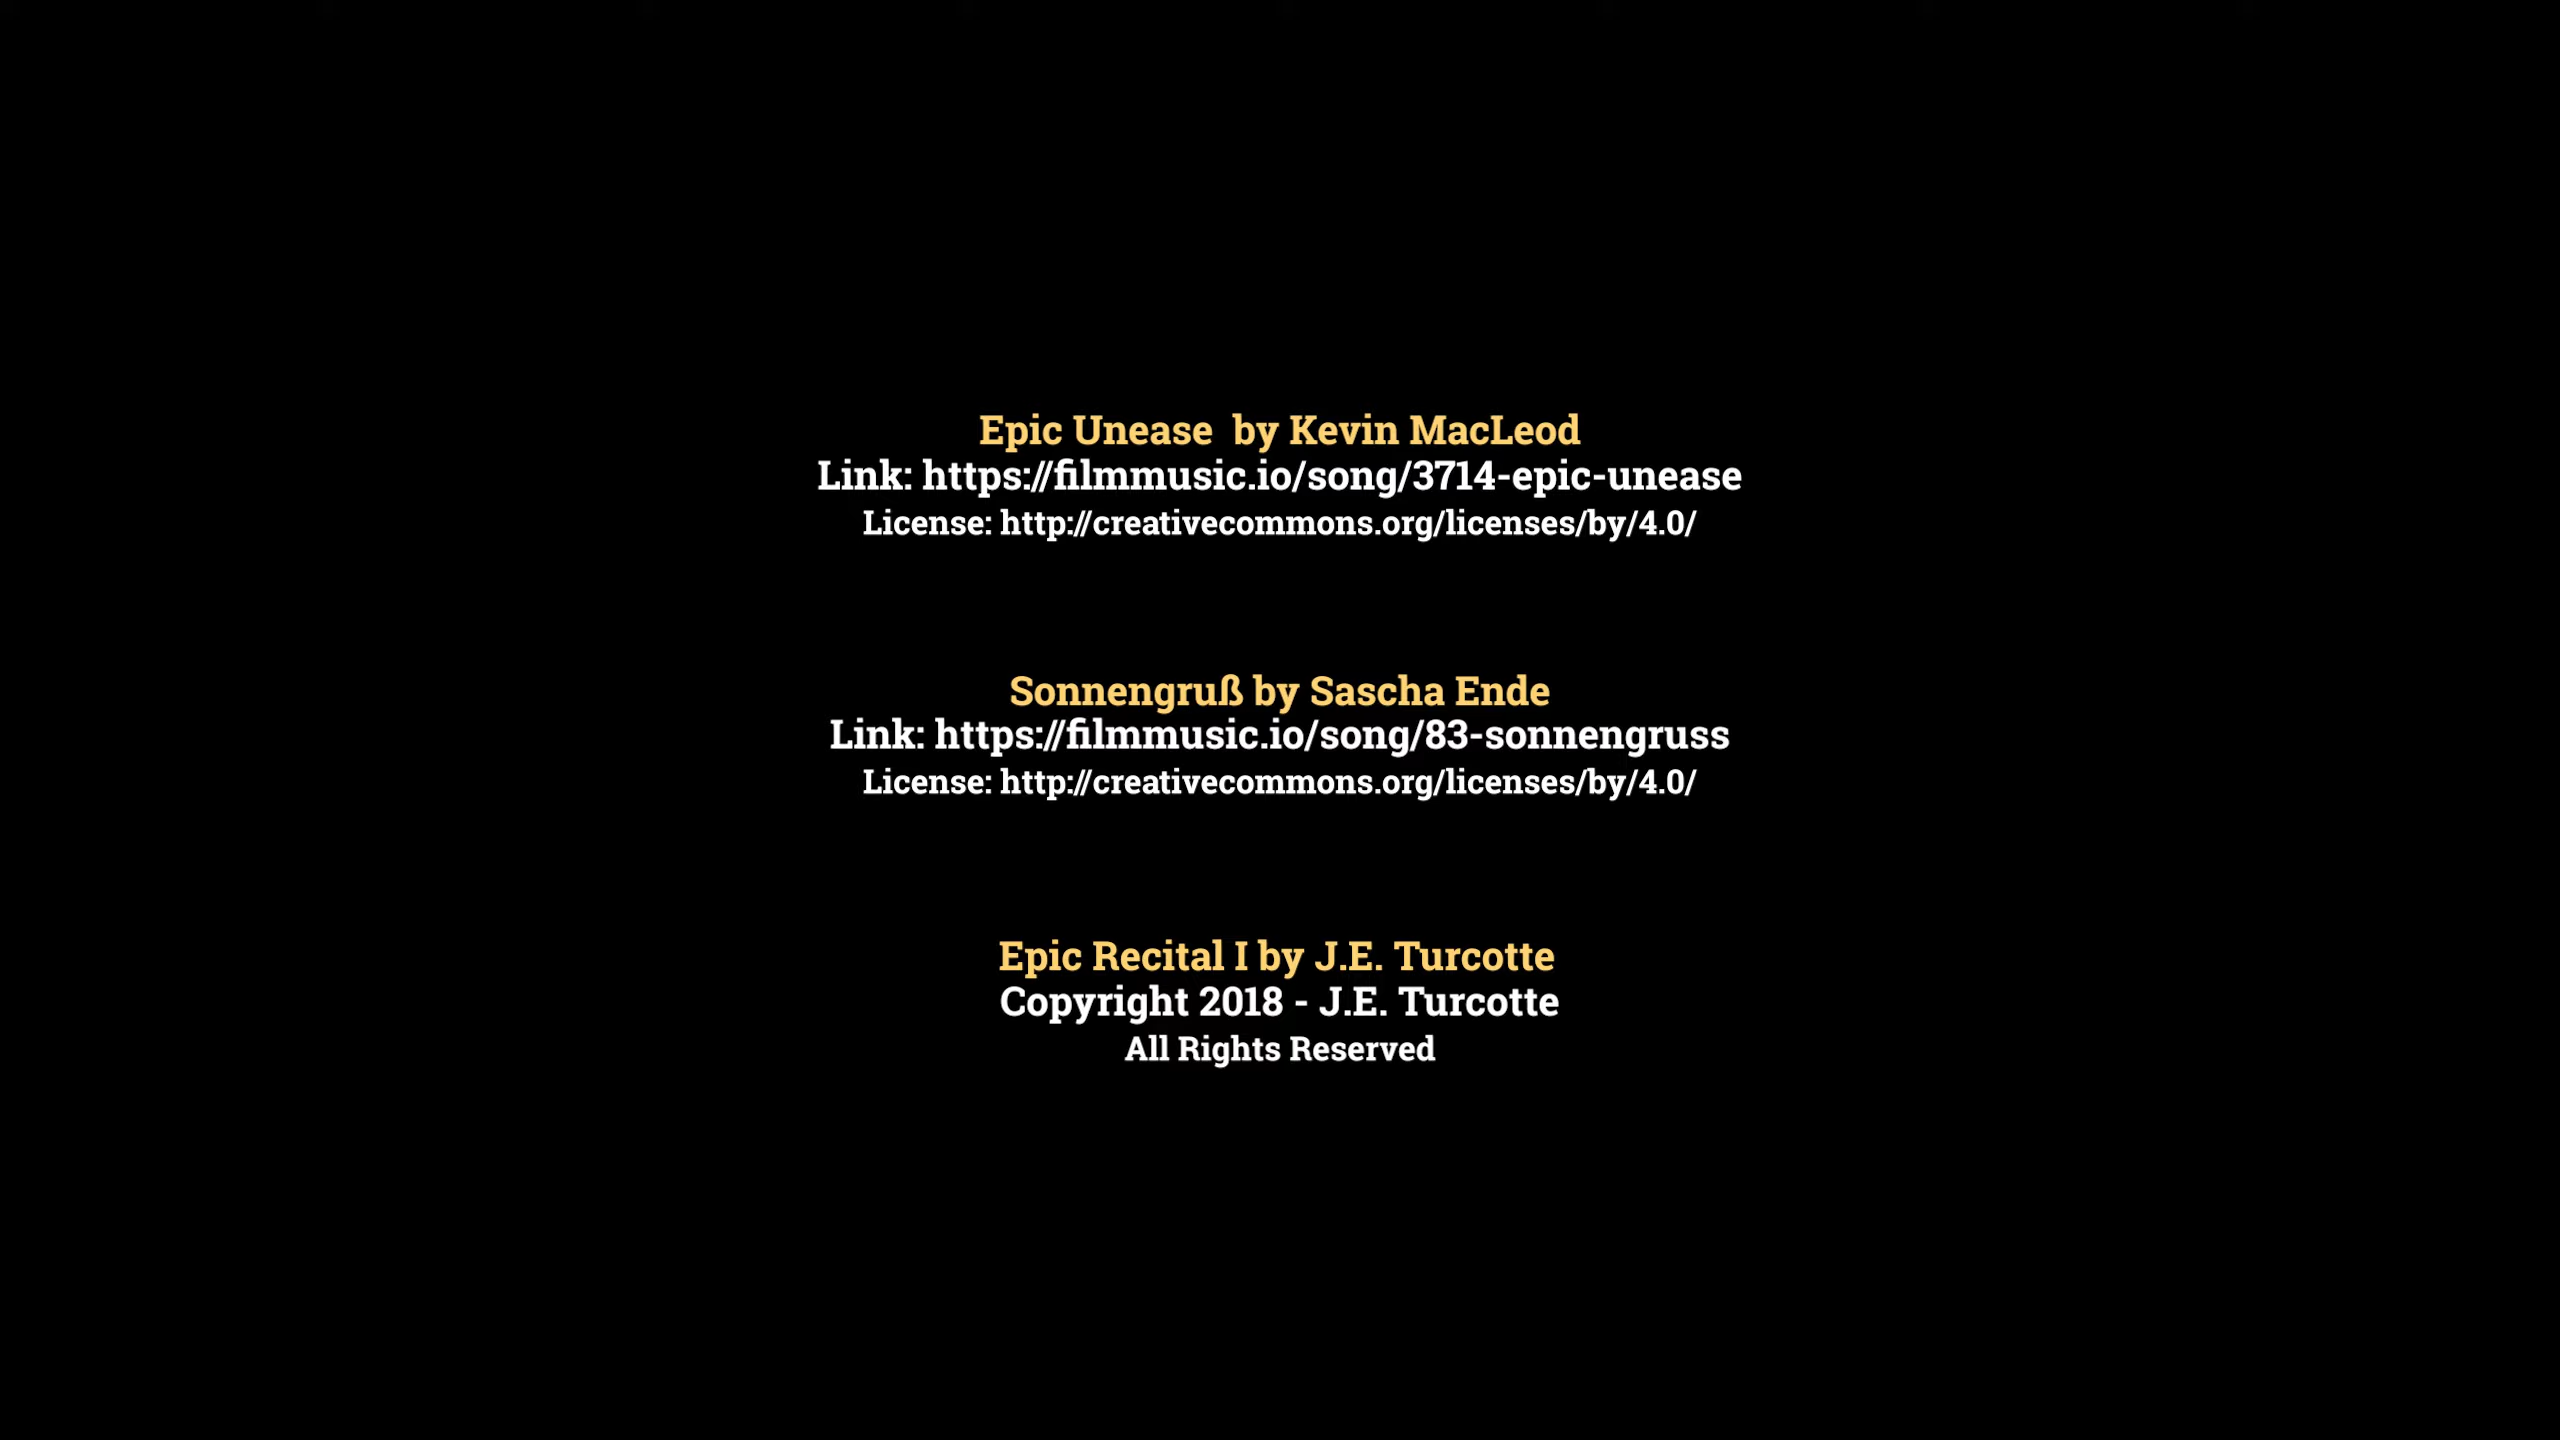 Epic Unease  by Kevin MacLeod
Link: https://filmmusic.io/song/3714-epic-unease
License: http://creativecommons.org/licenses/by/4.0/
Sonnengruß by Sascha Ende
Link: https://filmmusic.io/song/83-sonnengruss
License: http://creativecommons.org/licenses/by/4.0/
Epic Recital I by J.E. Turcotte
Copyright 2018 - J.E. Turcotte
All Rights Reserved